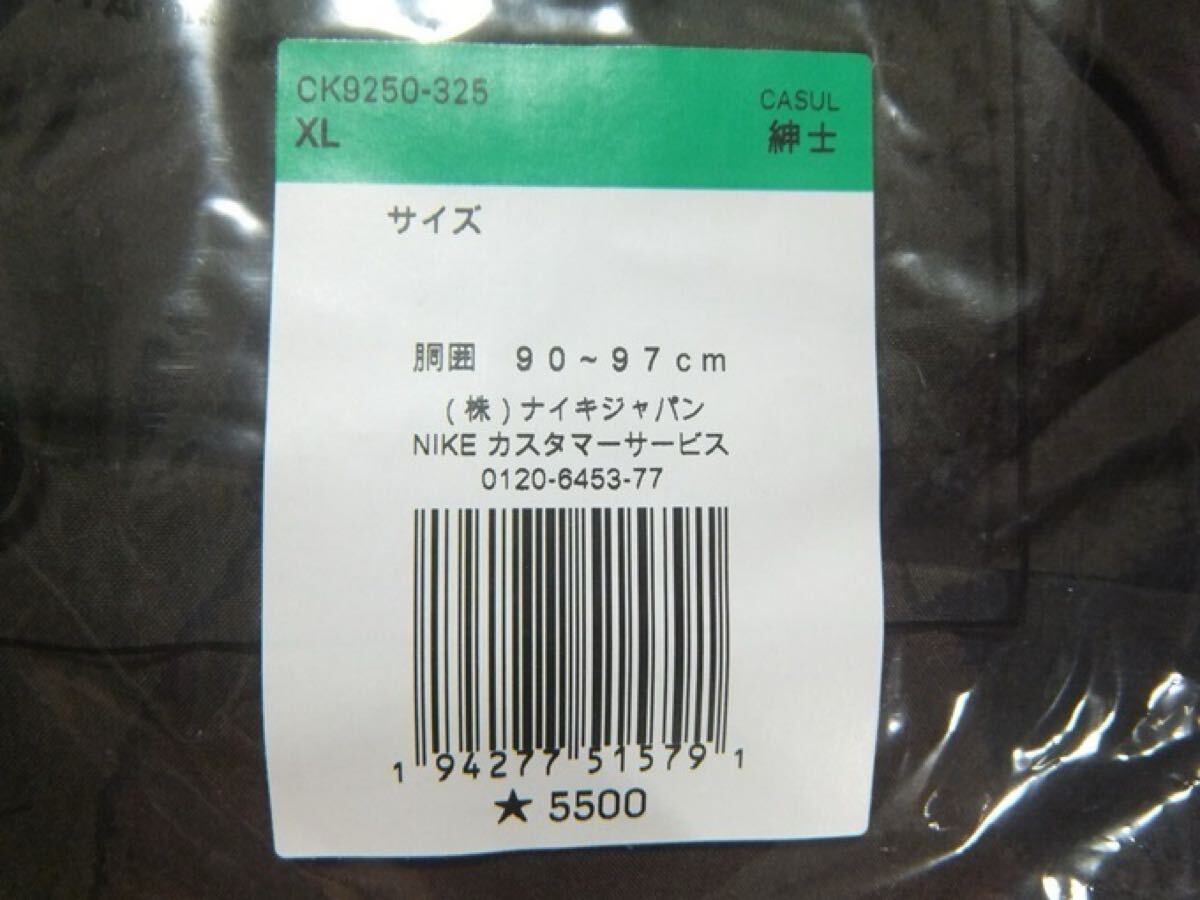 CK9250-325
XL
CASUL
紳士
サイズ
胴囲 90~97cm
(株)ナイキジャパン
NIKE カスタマーサービス
0120-6453-77
1 94277 51579 1
★5500